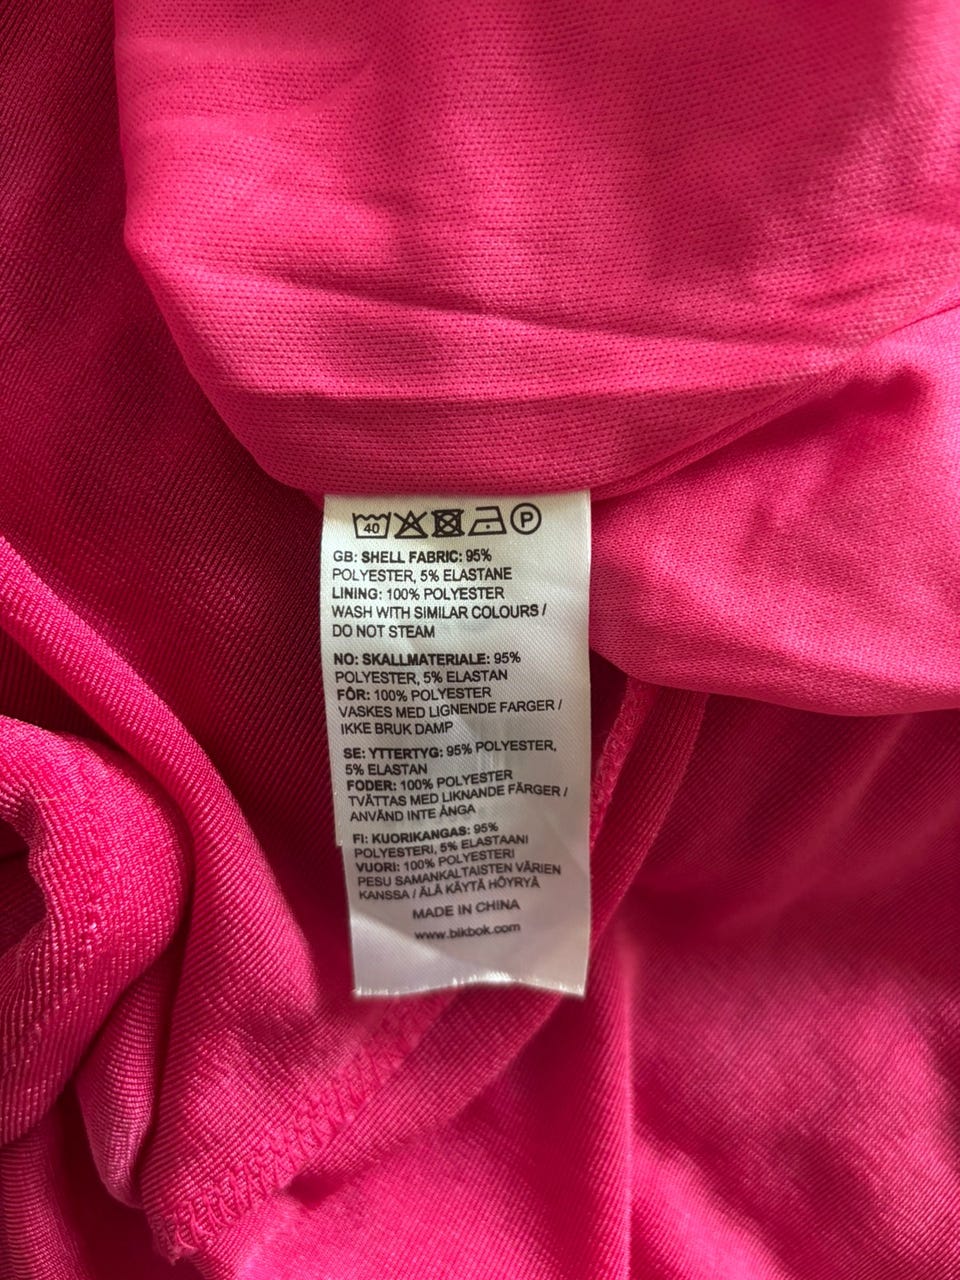 40 P
GB: SHELL FABRIC: 95%
POLYESTER, 5% ELASTANE
LINING: 100% POLYESTER
WASH WITH SIMILAR COLOURS /
DO NOT STEAM
NO: SKALLMATERIALE: 95%
POLYESTER, 5% ELASTAN
FÔR: 100% POLYESTER
VASKES MED LIGNENDE FARGER /
IKKE BRUK DAMP
SE: YTTERTYG: 95% POLYESTER,
5% ELASTAN
FODER: 100% POLYESTER
TVÄTTAS MED LIKNANDE FÄRGER /
ANVÄND INTE ÅNGA
FI: KUORIKANGAS: 95%
POLYESTERI, 5% ELASTAANI
VUORI: 100% POLYESTERI
PESU SAMANKALTAISTEN VÄRIEN
KANSSA / ÄLÄ KÄYTÄ HÖYRYÄ
MADE IN CHINA
www.bikbok.com